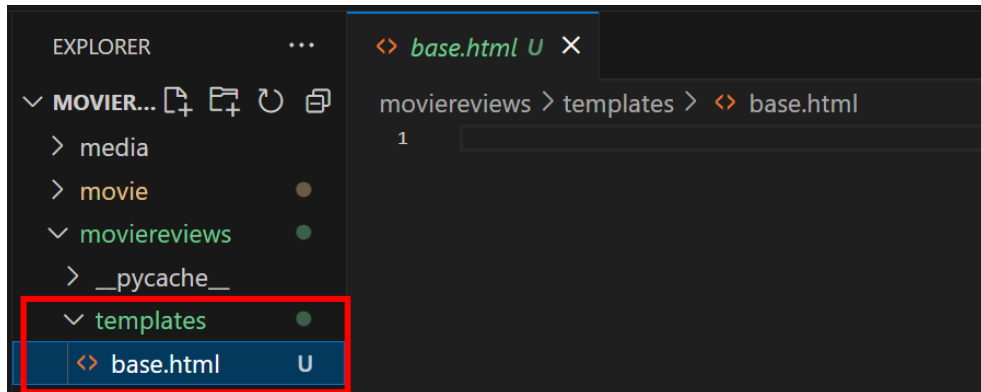 EXPLORER ...
base.html U
MOVIER...
moviereviews > templates > base.html
1
media
movie
moviereviews
__pycache__
templates
base.html U